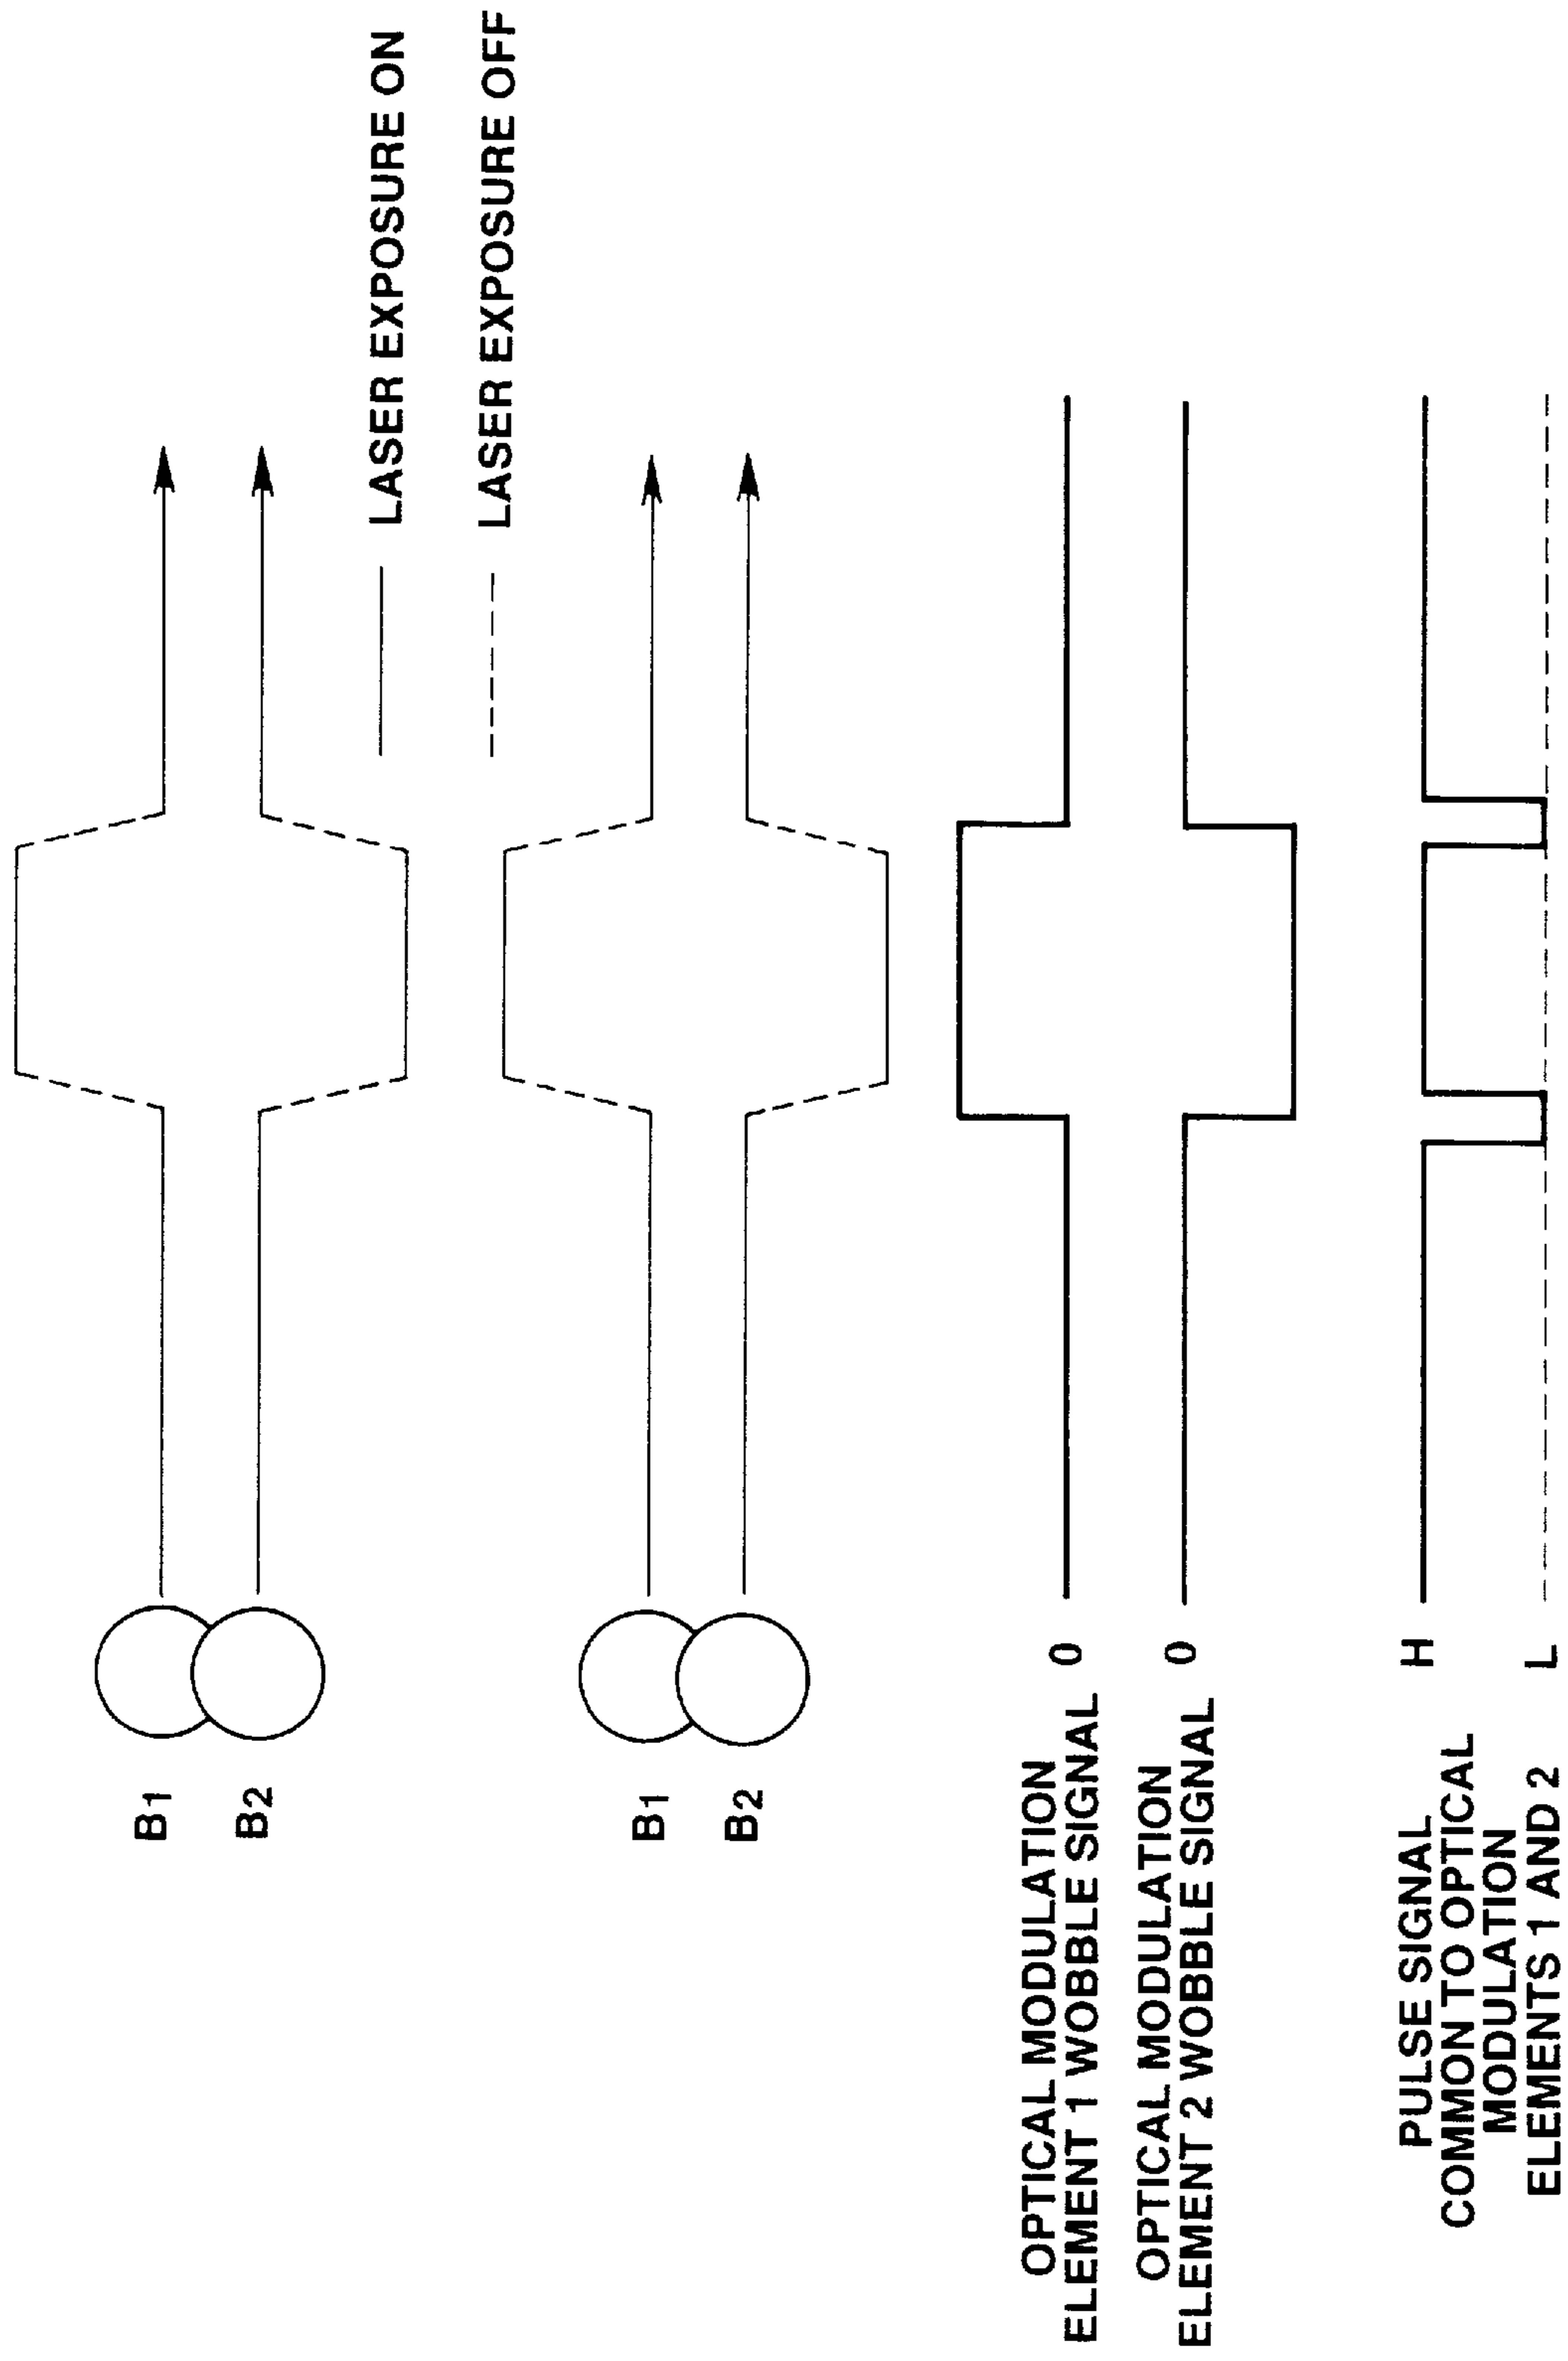 B1
B2
LASER EXPOSURE ON
LASER EXPOSURE OFF
B1
B2
OPTICAL MODULATION
ELEMENT 1 WOBBLE SIGNAL 0
OPTICAL MODULATION
ELEMENT 2 WOBBLE SIGNAL 0
PULSE SIGNAL H
COMMON TO OPTICAL
MODULATION
ELEMENTS 1 AND 2 L